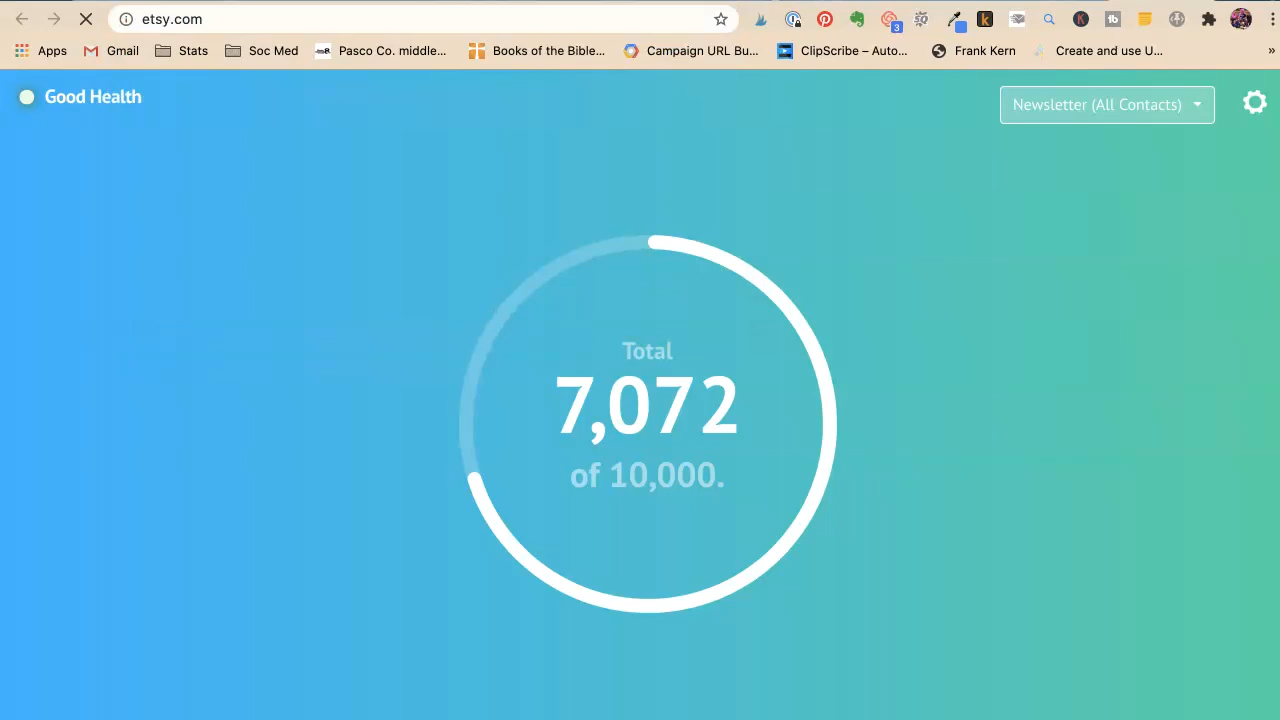 etsy.com
3
Apps
Gmail
Stats
Soc Med
Pasco Co. middle...
Books of the Bible...
Campaign URL Bu...
ClipScribe – Auto...
Frank Kern
Create and use U...
»
Good Health
Newsletter (All Contacts)
Total
7,072
of 10,000.